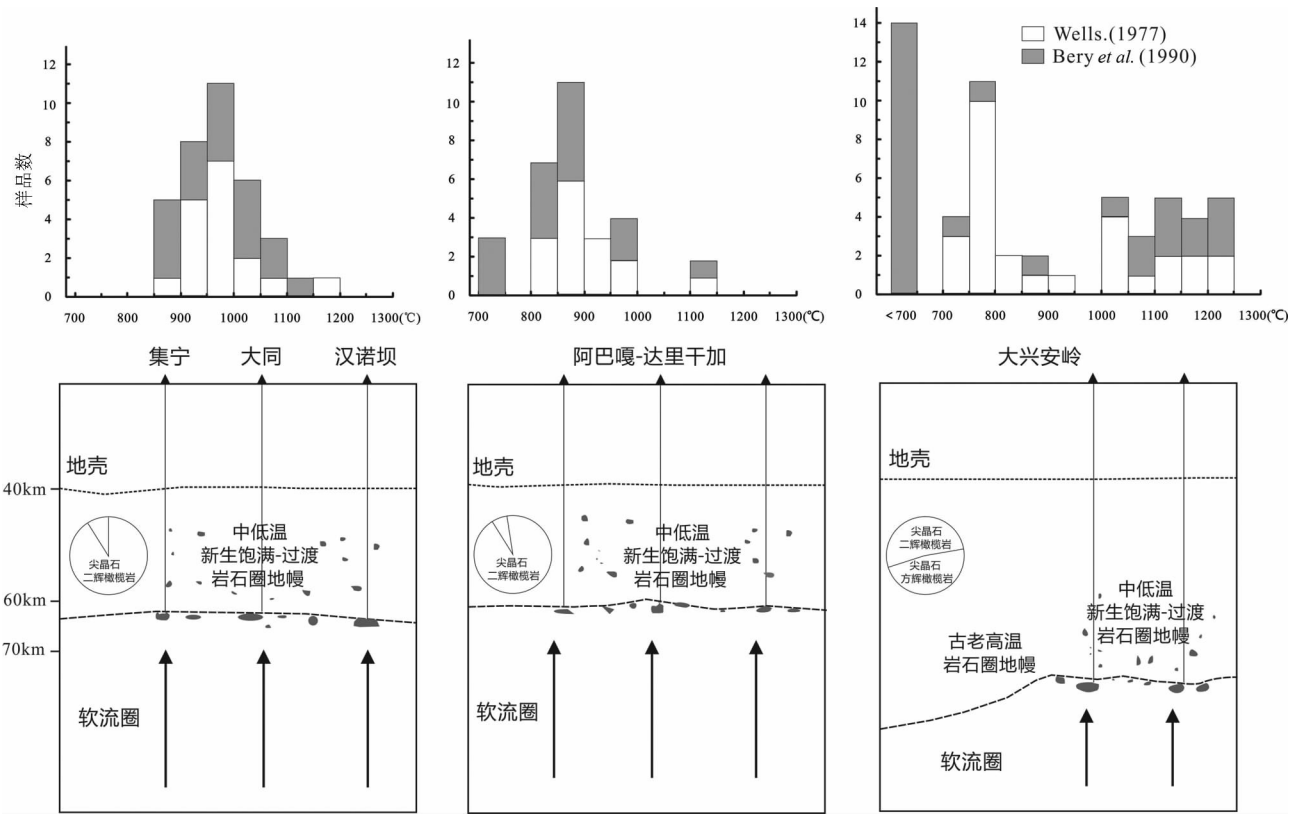 样品数
12
10
8
6
4
2
0
700 800 900 1000 1100 1200 1300(℃)
12
10
8
6
4
2
0
700 800 900 1000 1100 1200 1300(℃)
14
12
10
8
6
4
2
0
<700 700 800 900 1000 1100 1200 1300(℃)
Wells.(1977)
Bery et al. (1990)
集宁 大同 汉诺坝
地壳
40km
中低温
新生饱满-过渡
岩石圈地幔
尖晶石
二辉橄榄岩
60km
70km
软流圈
阿巴嘎-达里干加
地壳
中低温
新生饱满-过渡
岩石圈地幔
尖晶石
二辉橄榄岩
软流圈
大兴安岭
地壳
尖晶石
二辉橄榄岩
尖晶石
方辉橄榄岩
中低温
新生饱满-过渡
岩石圈地幔
古老高温
岩石圈地幔
软流圈